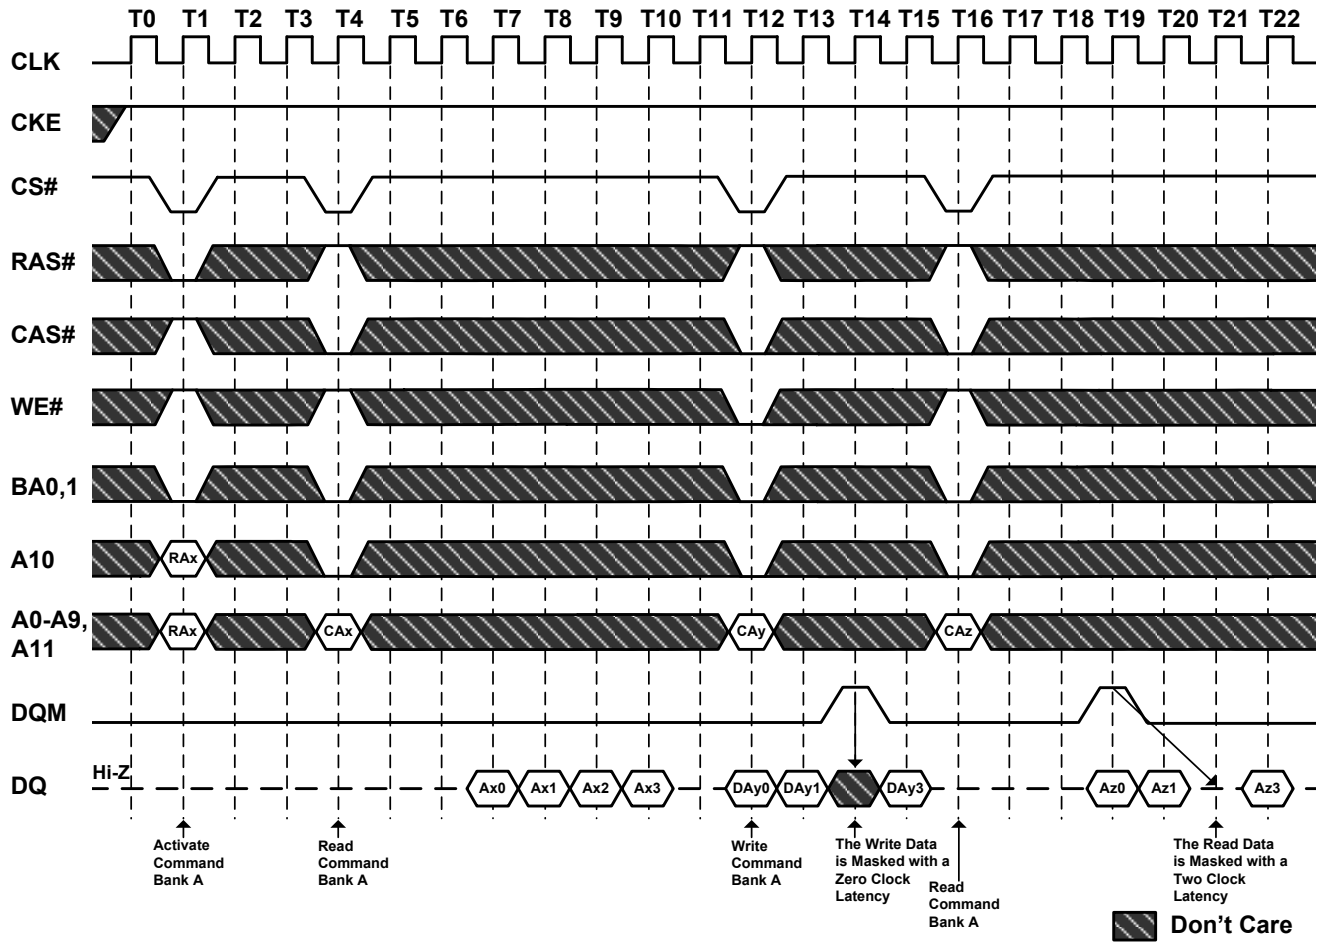 T0 T1 T2 T3 T4 T5 T6 T7 T8 T9 T10 T11 T12 T13 T14 T15 T16 T17 T18 T19 T20 T21 T22
CLK
CKE
CS#
RAS#
CAS#
WE#
BA0,1
A10
RAx
A0-A9,
A11
RAx CAx CAy CAz
DQM
DQ
Hi-Z
Ax0 Ax1 Ax2 Ax3 DAy0 DAy1 DAy3 Az0 Az1 Az3
Activate
Command
Bank A
Read
Command
Bank A
Write
Command
Bank A
The Write Data
is Masked with a
Zero Clock
Latency
Read
Command
Bank A
The Read Data
is Masked with a
Two Clock
Latency
Don't Care